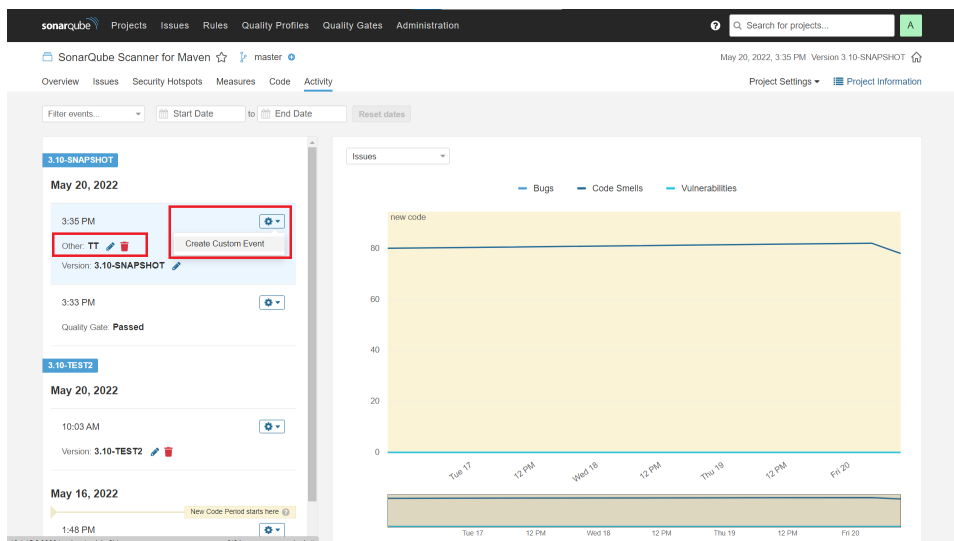 sonarqube Projects Issues Rules Quality Profiles Quality Gates Administration ? Search for projects... A
SonarQube Scanner for Maven master May 20, 2022, 3:35 PM Version 3.10-SNAPSHOT
Overview Issues Security Hotspots Measures Code Activity Project Settings Project Information
Filter events... Start Date to End Date Reset dates
3.10-SNAPSHOT
May 20, 2022
3:35 PM
Create Custom Event
Other: TT
Version: 3.10-SNAPSHOT
3:33 PM
Quality Gate: Passed
3.10-TEST2
May 20, 2022
10:03 AM
Version: 3.10-TEST2
May 16, 2022
New Code Period starts here ?
1:48 PM
Issues
Bugs Code Smells Vulnerabilities
new code
80
60
40
20
0
Tue 17 12 PM Wed 18 12 PM Thu 19 12 PM Fri 20
Tue 17 12 PM Wed 18 12 PM Thu 19 12 PM Fri 20